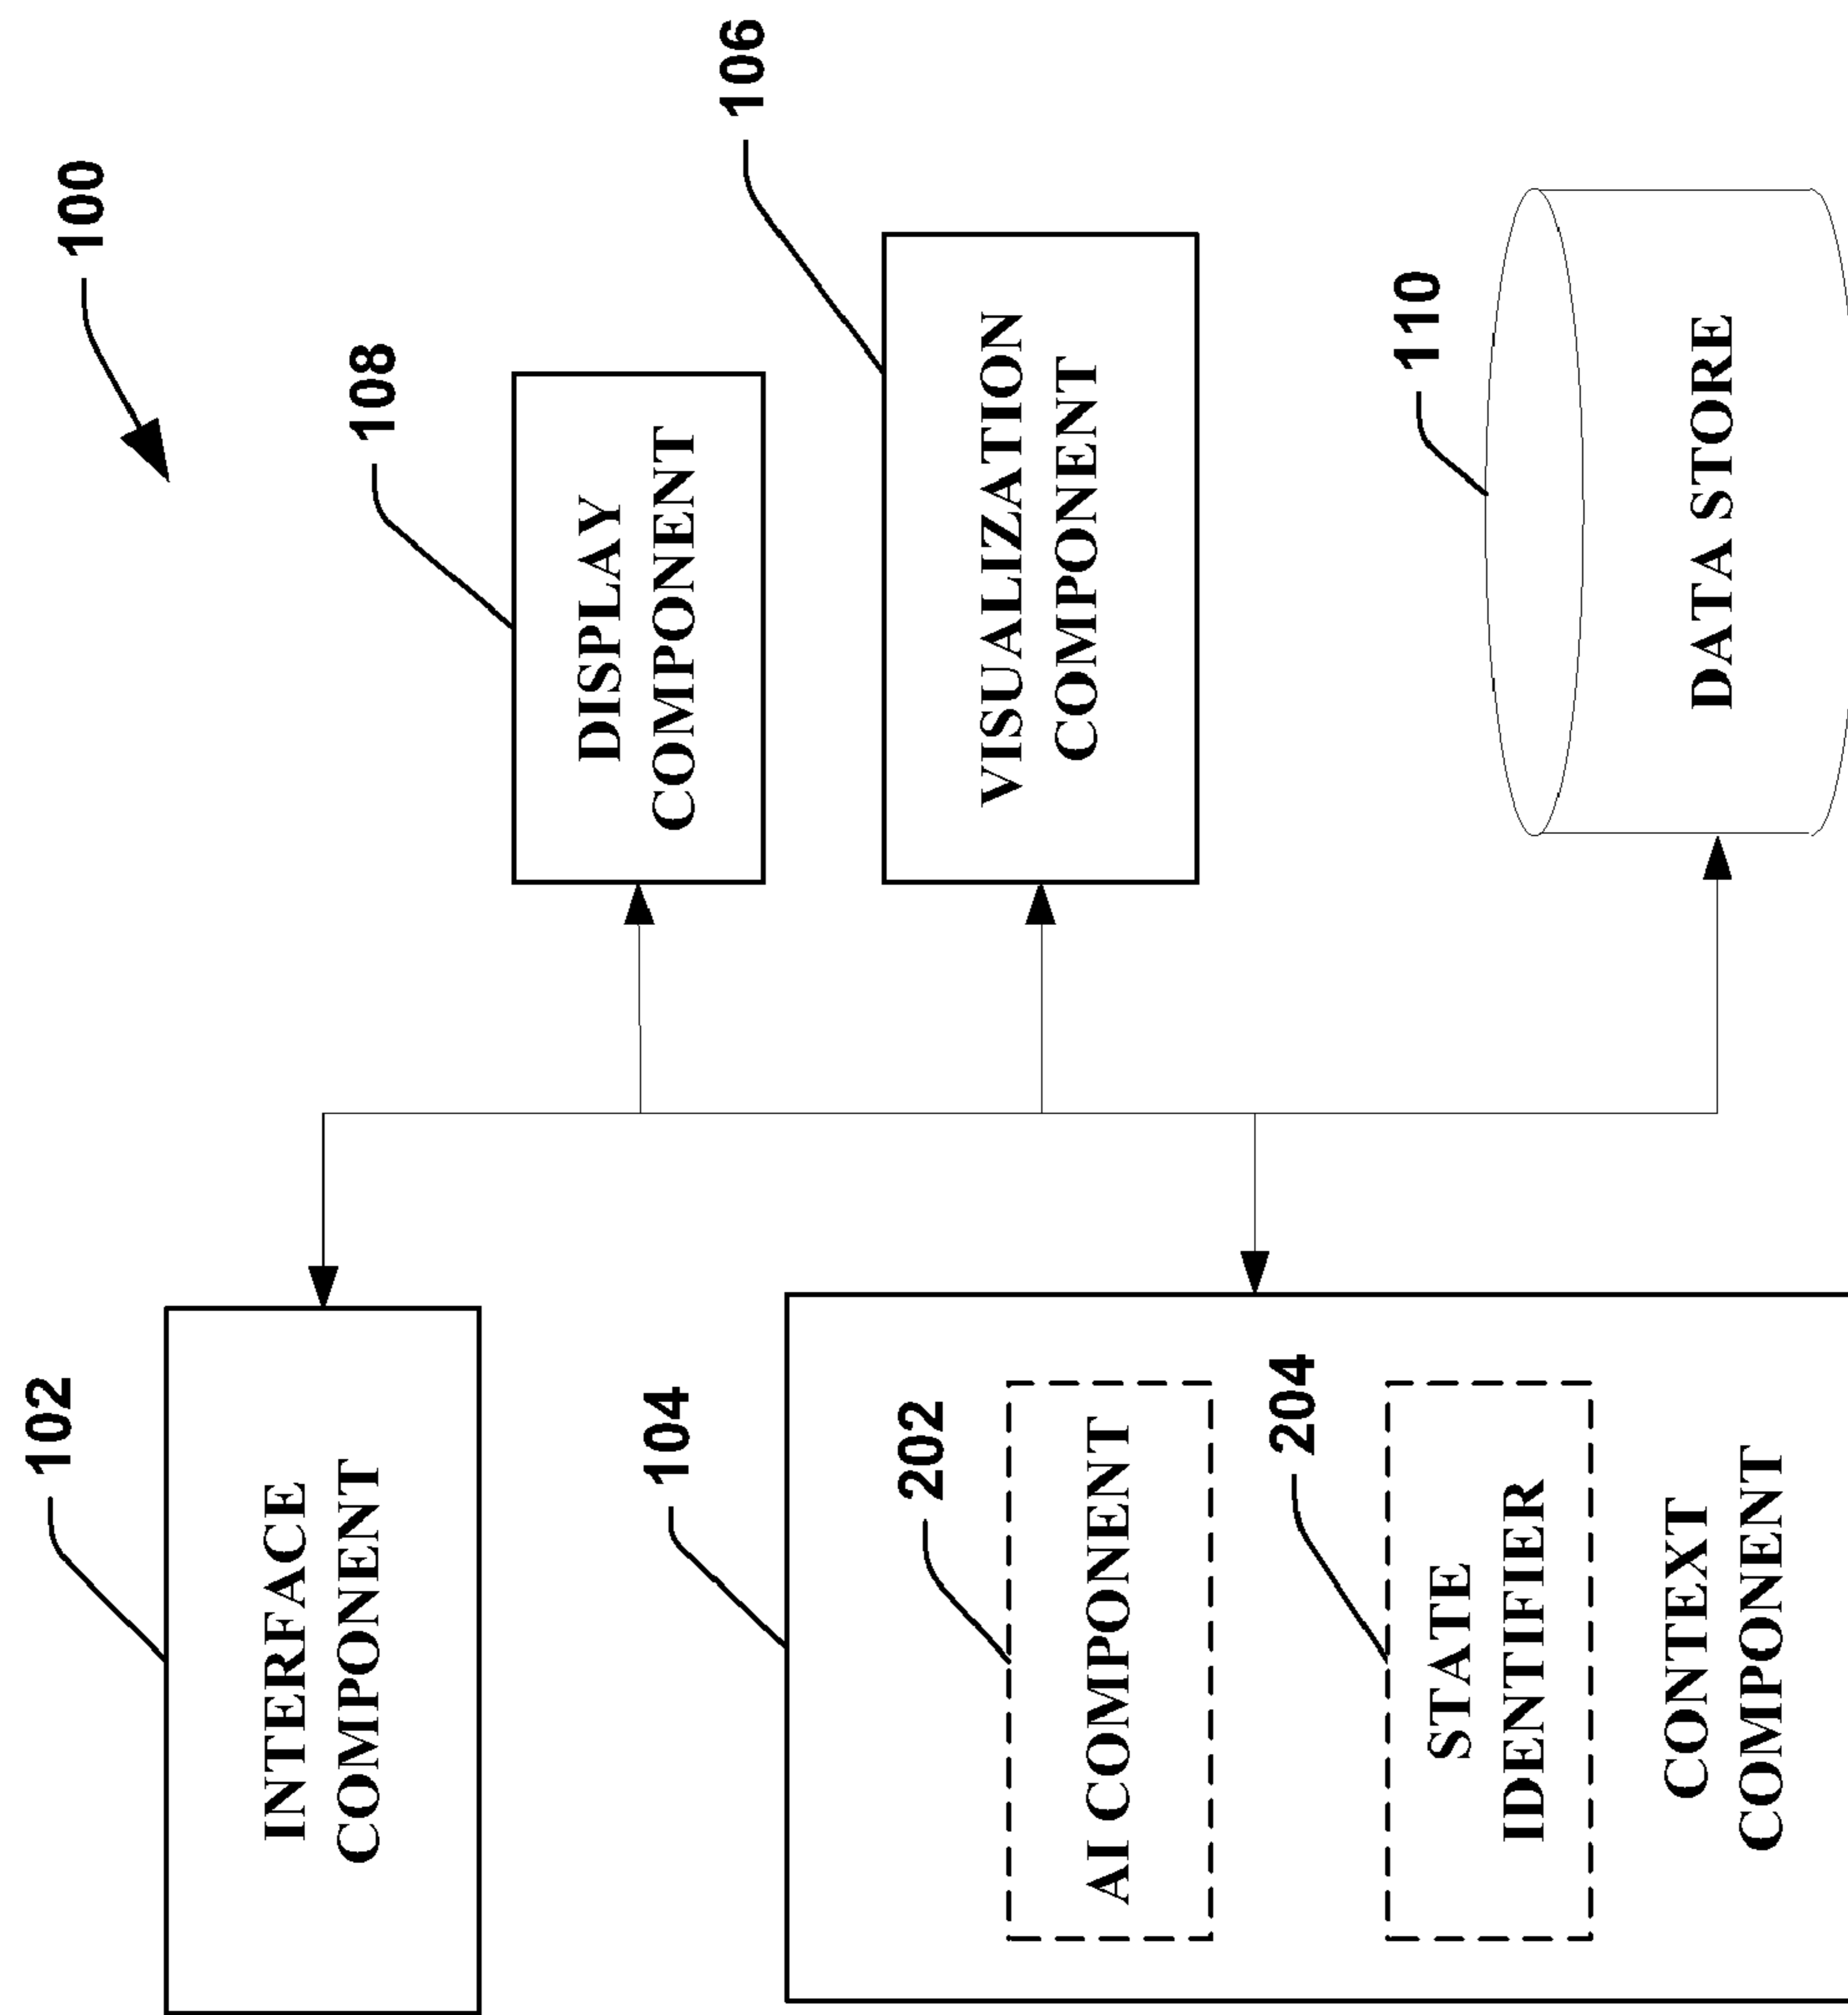 100
102
INTERFACE
COMPONENT
108
DISPLAY
COMPONENT
104
202
AI COMPONENT
204
STATE
IDENTIFIER
CONTEXT
COMPONENT
106
VISUALIZATION
COMPONENT
110
DATA STORE